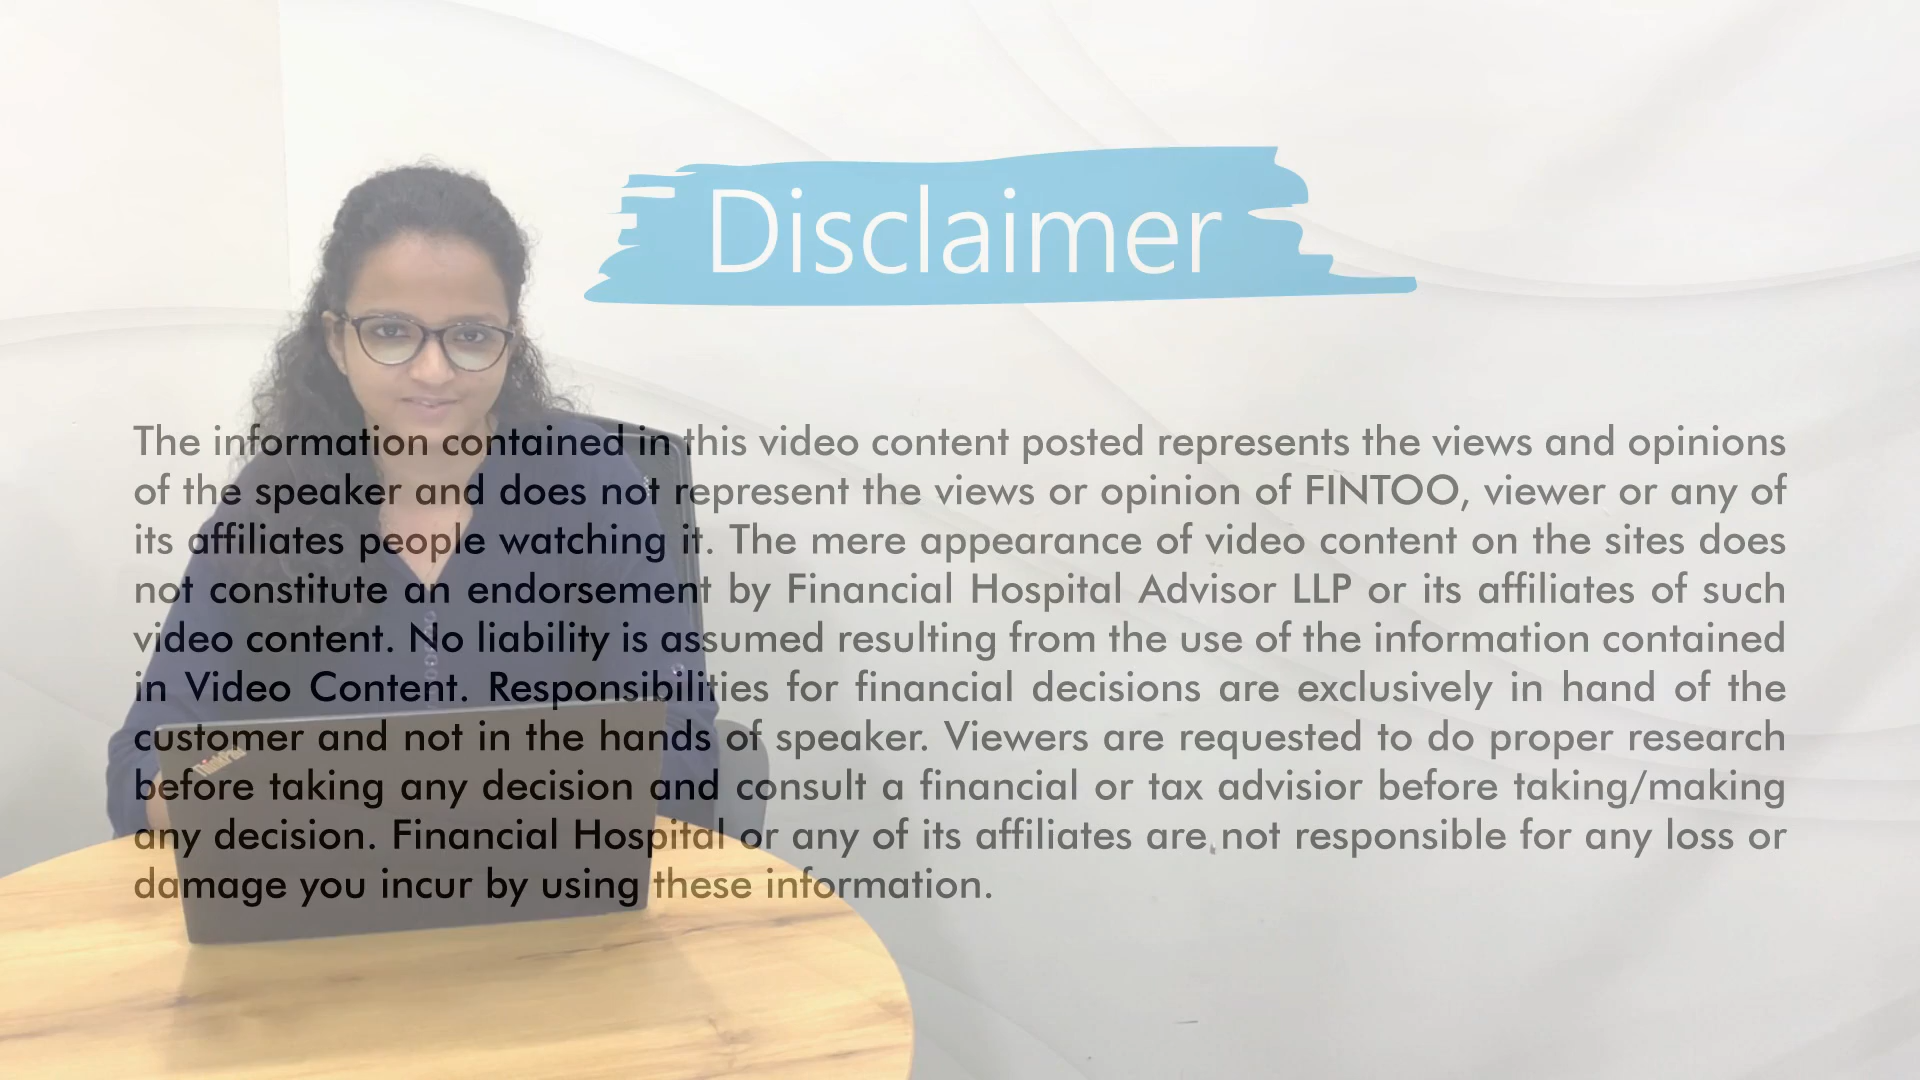 Disclaimer
The information contained in this video content posted represents the views and opinions
of the speaker and does not represent the views or opinion of FINTOO, viewer or any of
its affiliates people watching it. The mere appearance of video content on the sites does
not constitute an endorsement by Financial Hospital Advisor LLP or its affiliates of such
video content. No liability is assumed resulting from the use of the information contained
in Video Content. Responsibilities for financial decisions are exclusively in hand of the
customer and not in the hands of speaker. Viewers are requested to do proper research
before taking any decision and consult a financial or tax advisior before taking/making
any decision. Financial Hospital or any of its affiliates are not responsible for any loss or
damage you incur by using these information.
ThinkPad